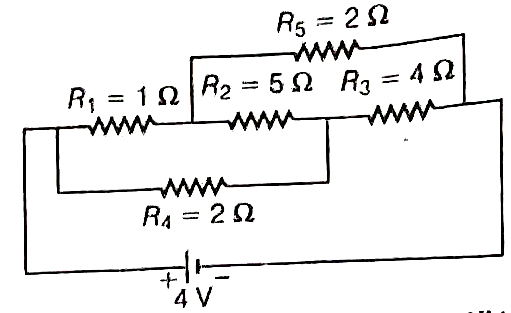 R5 = 2 Ω
R1 = 1 Ω R2 = 5 Ω R3 = 4 Ω
R4 = 2 Ω
+ −
4 V